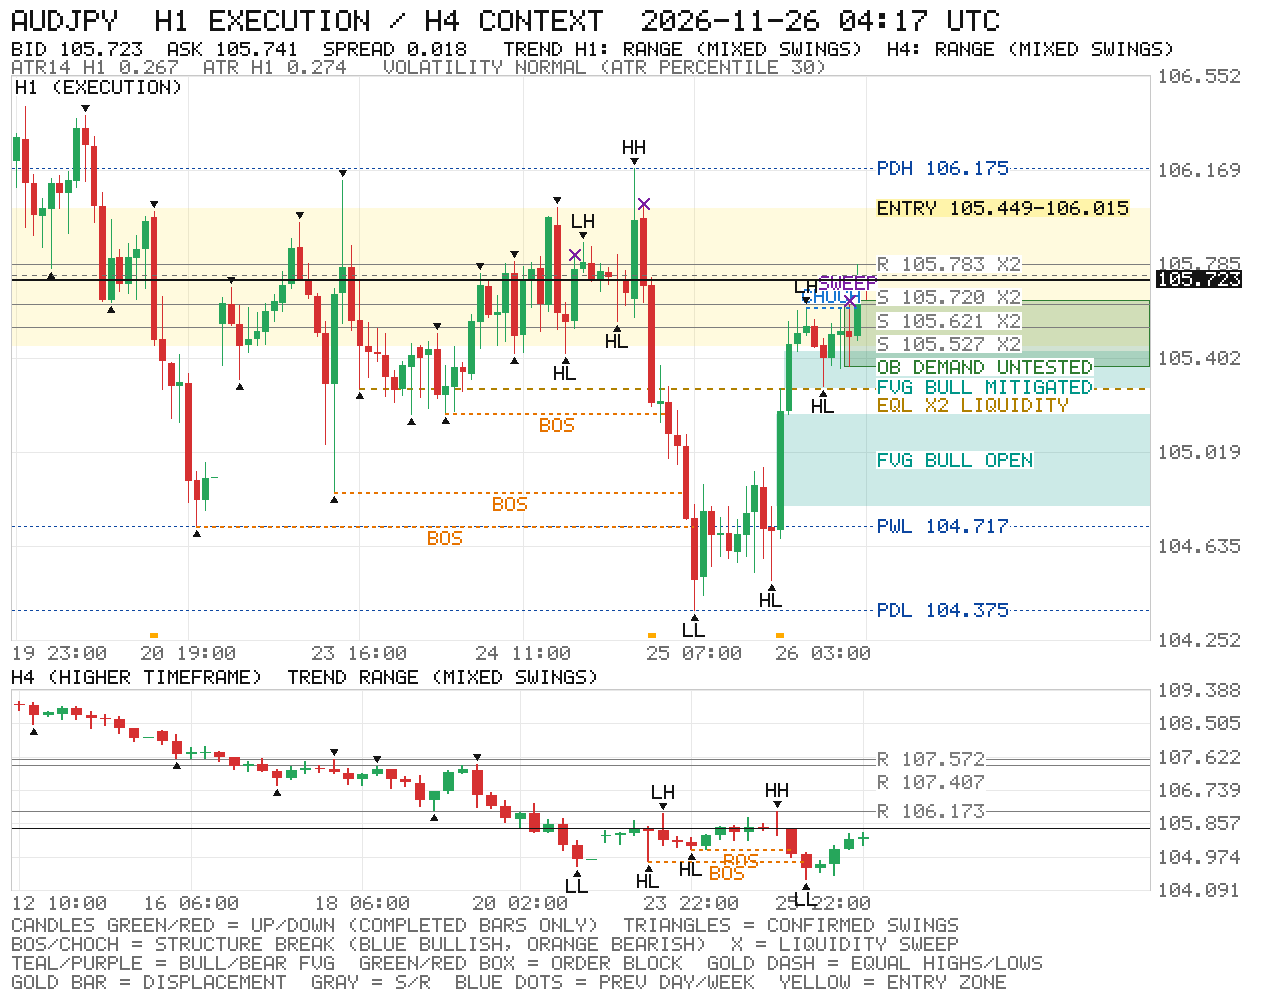 AUDJPY  H1 EXECUTION / H4 CONTEXT  2026-11-26 04:17 UTC
BID 105.723  ASK 105.741  SPREAD 0.018  TREND H1: RANGE (MIXED SWINGS)  H4: RANGE (MIXED SWINGS)
ATR14 H1 0.267  ATR H1 0.274  VOLATILITY NORMAL (ATR PERCENTILE 30)
106.552
H1 (EXECUTION)
HH
PDH 106.175
106.169
ENTRY 105.449-106.015
LH
R 105.783 X2
105.785
105.723
SWEEP
LH
CHOCH
S 105.720 X2
S 105.621 X2
HL
S 105.527 X2
105.402
OB DEMAND UNTESTED
HL
FVG BULL MITIGATED
HL
EQL X2 LIQUIDITY
BOS
105.019
FVG BULL OPEN
BOS
PWL 104.717
BOS
104.635
HL
PDL 104.375
LL
104.252
19 23:00  20 19:00  23 16:00  24 11:00  25 07:00  26 03:00
H4 (HIGHER TIMEFRAME)  TREND RANGE (MIXED SWINGS)
109.388
108.505
R 107.572
107.622
R 107.407
LH
HH
106.739
R 106.173
105.857
BOS
104.974
HL
BOS
HL
LL
104.091
LL
12 10:00  16 06:00  18 06:00  20 02:00  23 22:00  25 22:00
CANDLES GREEN/RED = UP/DOWN (COMPLETED BARS ONLY)  TRIANGLES = CONFIRMED SWINGS
BOS/CHOCH = STRUCTURE BREAK (BLUE BULLISH, ORANGE BEARISH)  X = LIQUIDITY SWEEP
TEAL/PURPLE = BULL/BEAR FVG  GREEN/RED BOX = ORDER BLOCK  GOLD DASH = EQUAL HIGHS/LOWS
GOLD BAR = DISPLACEMENT  GRAY = S/R  BLUE DOTS = PREV DAY/WEEK  YELLOW = ENTRY ZONE